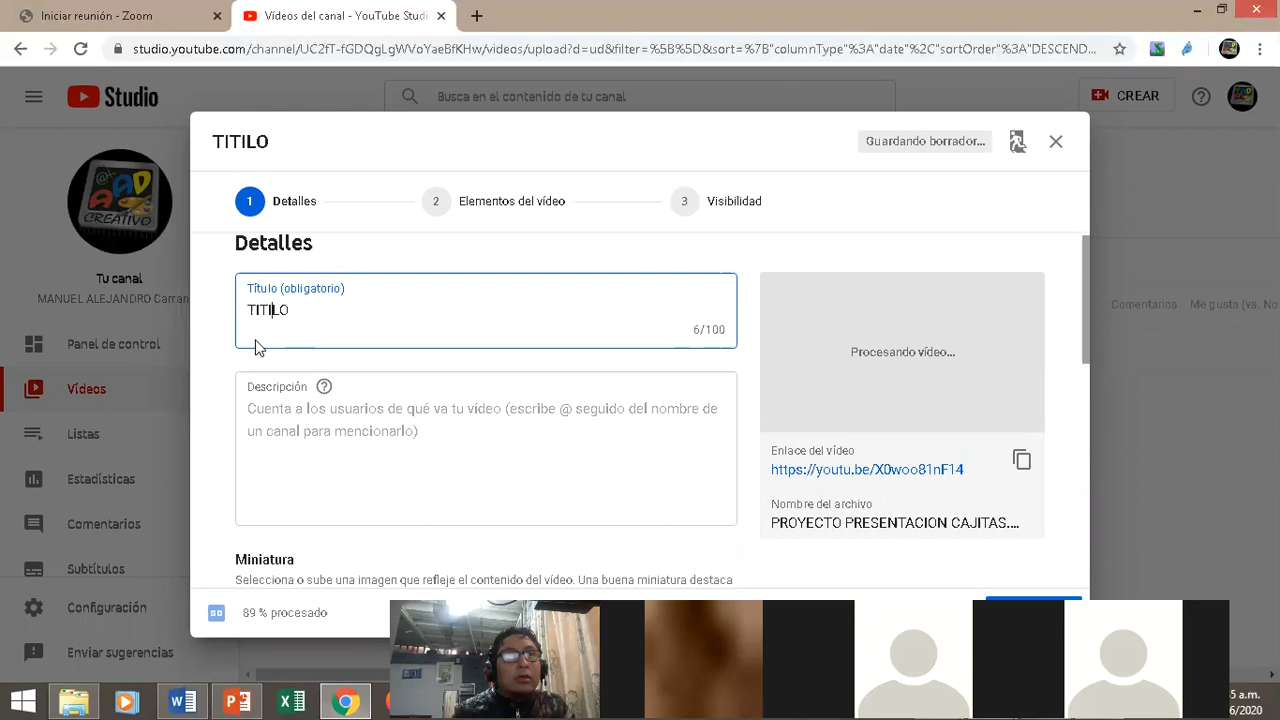 Iniciar reunión - Zoom
Vídeos del canal - YouTube Studio
studio.youtube.com/channel/UC2fT-fGDQgLgWVoYaeBfKHw/videos/upload?d=ud&filter=%5B%5D&sort=%7B"columnType"%3A"date"%2C"sortOrder"%3A"DESCEND...
Studio
Busca en el contenido de tu canal
CREAR
TITILO
Guardando borrador...
1 Detalles
2 Elementos del vídeo
3 Visibilidad
Detalles
Título (obligatorio)
TITILO
6/100
Descripción
Cuenta a los usuarios de qué va tu vídeo (escribe @ seguido del nombre de
un canal para mencionarlo)
Miniatura
Selecciona o sube una imagen que refleje el contenido del vídeo. Una buena miniatura destaca
89 % procesado
Procesando vídeo...
Enlace del vídeo
https://youtu.be/X0woo81nF14
Nombre del archivo
PROYECTO PRESENTACION CAJITAS....
CREATIVO
Tu canal
MANUEL ALEJANDRO Carran
Panel de control
Vídeos
Listas
Estadísticas
Comentarios
Subtítulos
Configuración
Enviar sugerencias
Comentarios
Me gusta (vs. No
5 a.m.
6/2020